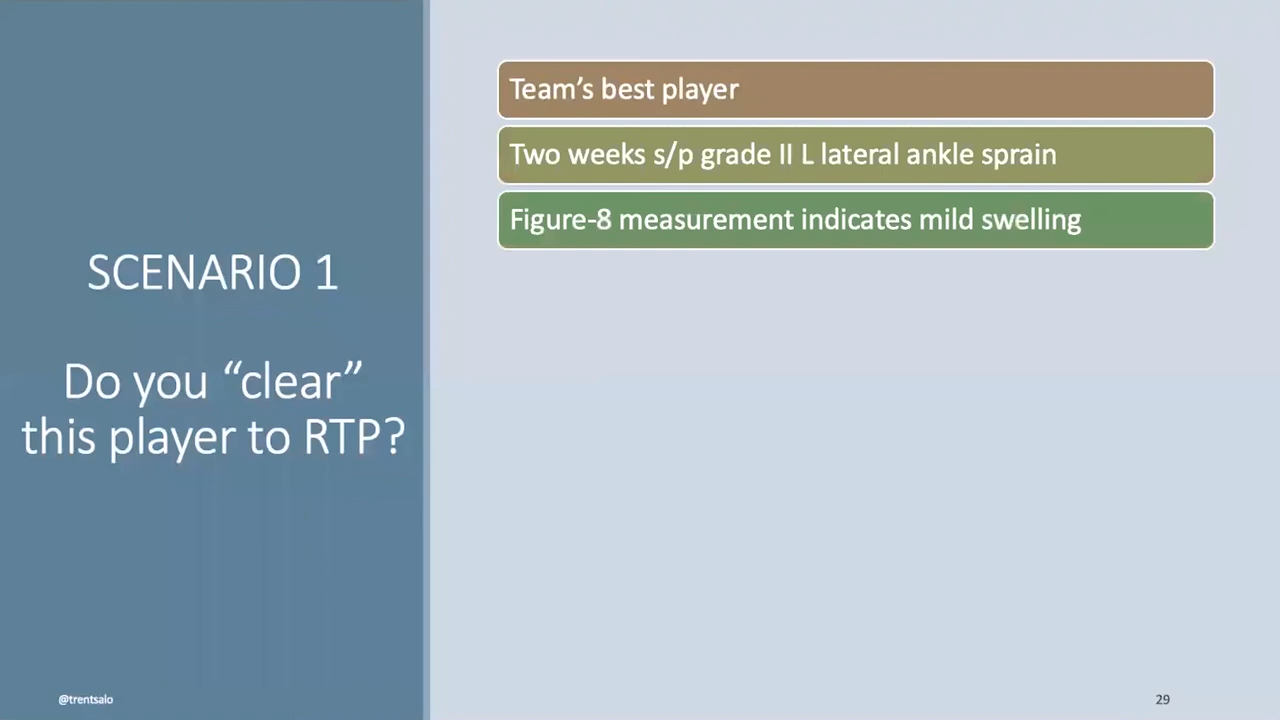 SCENARIO 1
Do you “clear”
this player to RTP?
Team’s best player
Two weeks s/p grade II L lateral ankle sprain
Figure-8 measurement indicates mild swelling
@trentsalo
29